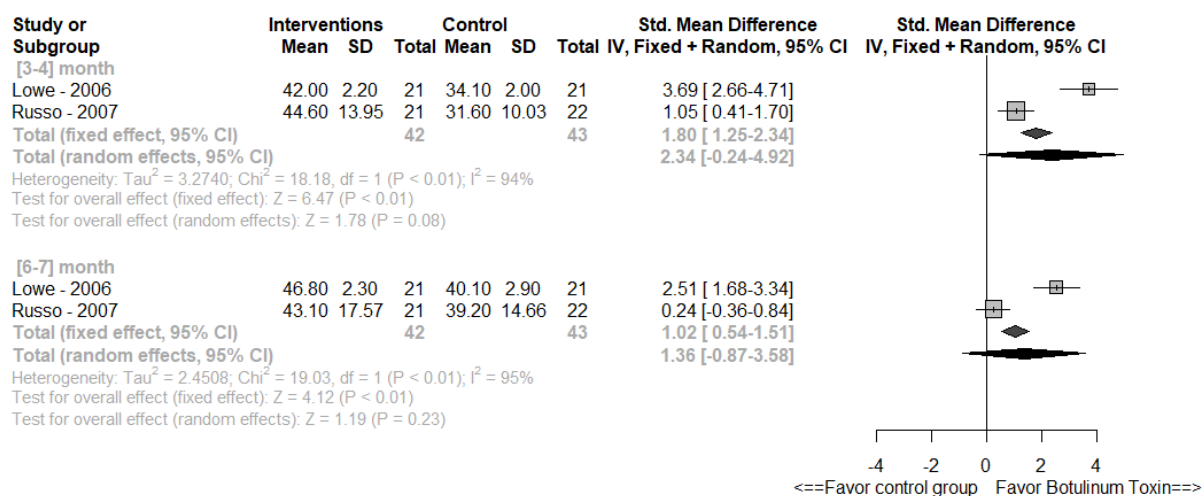 Study or Interventions Control Std. Mean Difference Std. Mean Difference
Subgroup Mean SD Total Mean SD Total IV, Fixed + Random, 95% CI IV, Fixed + Random, 95% CI
[3-4] month
Lowe - 2006 42.00 2.20 21 34.10 2.00 21 3.69 [ 2.66-4.71]
Russo - 2007 44.60 13.95 21 31.60 10.03 22 1.05 [ 0.41-1.70]
Total (fixed effect, 95% CI) 42 43 1.80 [ 1.25-2.34]
Total (random effects, 95% CI) 2.34 [-0.24-4.92]
Heterogeneity: Tau² = 3.2740; Chi² = 18.18, df = 1 (P < 0.01); I² = 94%
Test for overall effect (fixed effect): Z = 6.47 (P < 0.01)
Test for overall effect (random effects): Z = 1.78 (P = 0.08)
[6-7] month
Lowe - 2006 46.80 2.30 21 40.10 2.90 21 2.51 [ 1.68-3.34]
Russo - 2007 43.10 17.57 21 39.20 14.66 22 0.24 [-0.36-0.84]
Total (fixed effect, 95% CI) 42 43 1.02 [ 0.54-1.51]
Total (random effects, 95% CI) 1.36 [-0.87-3.58]
Heterogeneity: Tau² = 2.4508; Chi² = 19.03, df = 1 (P < 0.01); I² = 95%
Test for overall effect (fixed effect): Z = 4.12 (P < 0.01)
Test for overall effect (random effects): Z = 1.19 (P = 0.23)
-4 -2 0 2 4
<==Favor control group Favor Botulinum Toxin==>